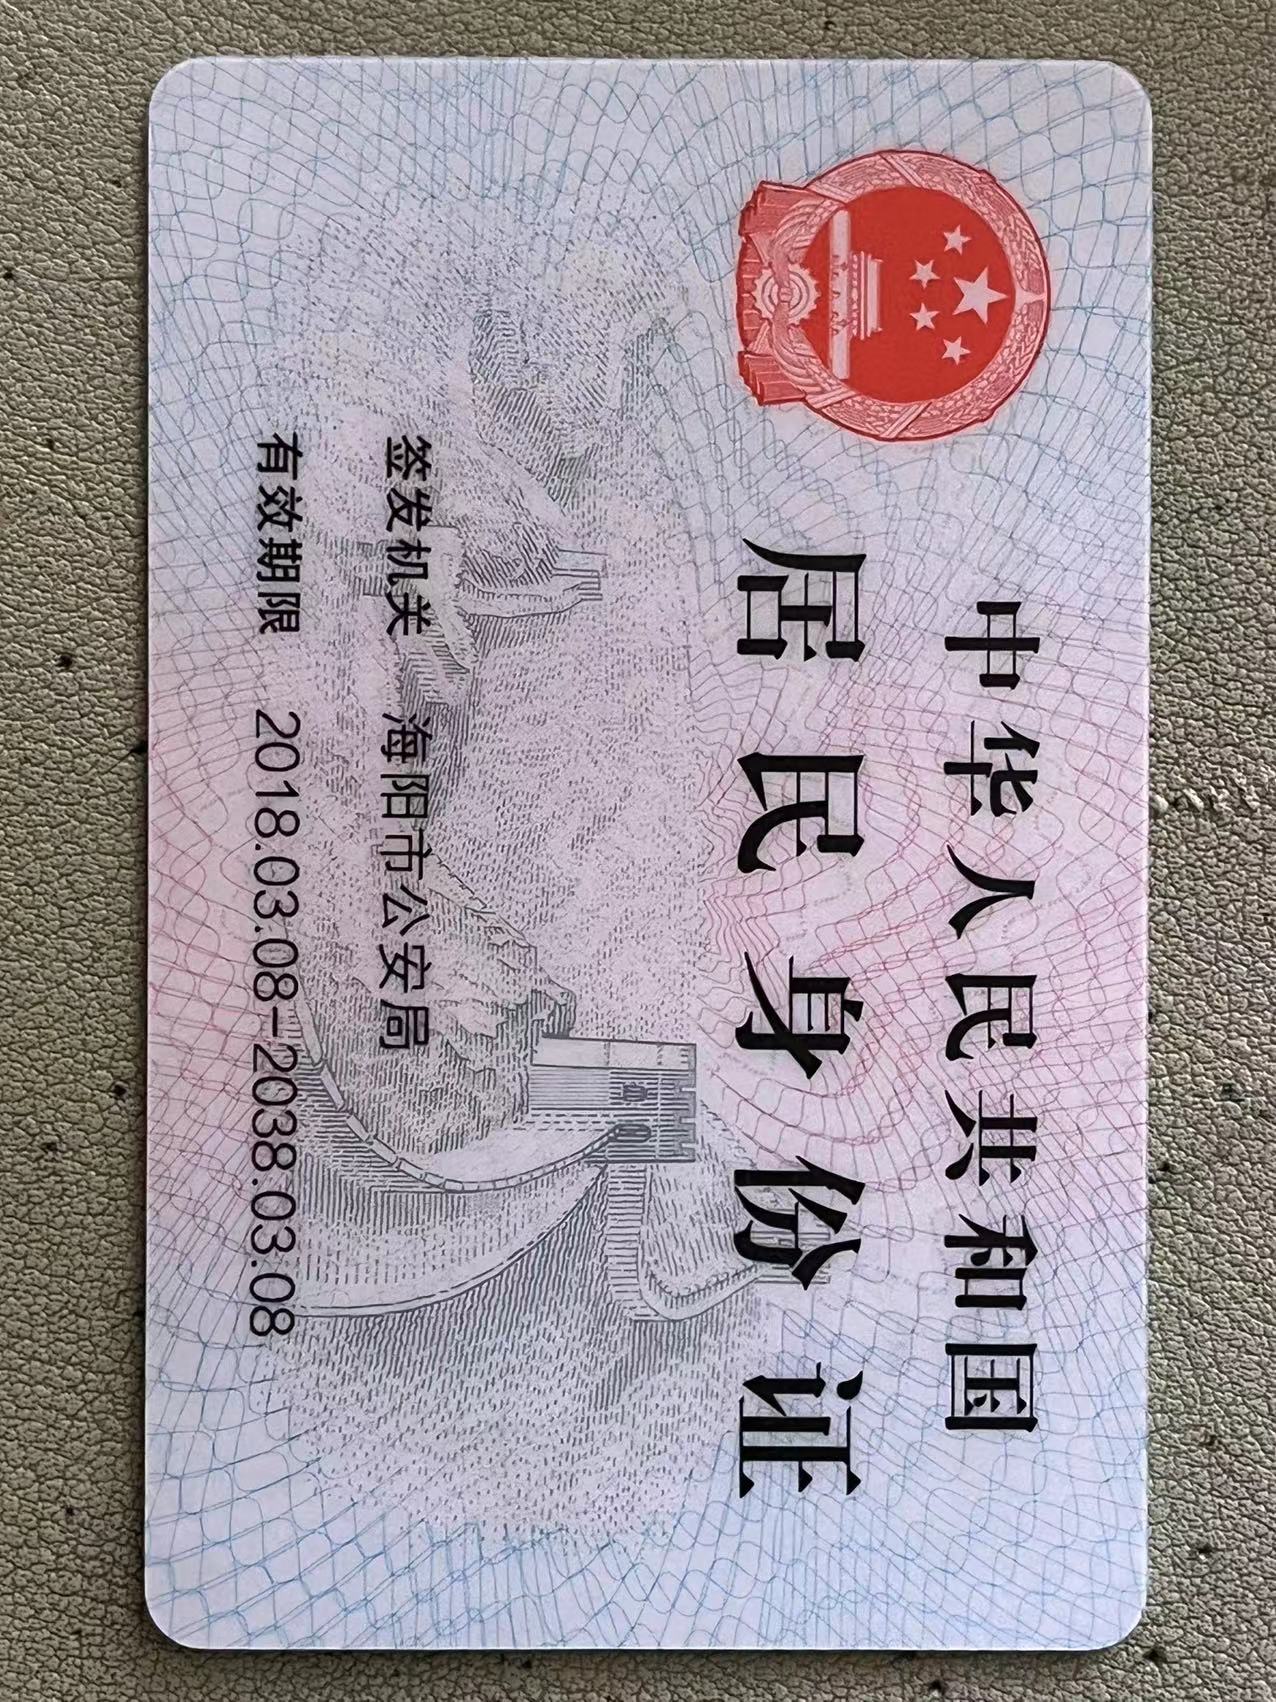 中华人民共和国
居民身份证
签发机关 海阳市公安局
有效期限 2018.03.08-2038.03.08